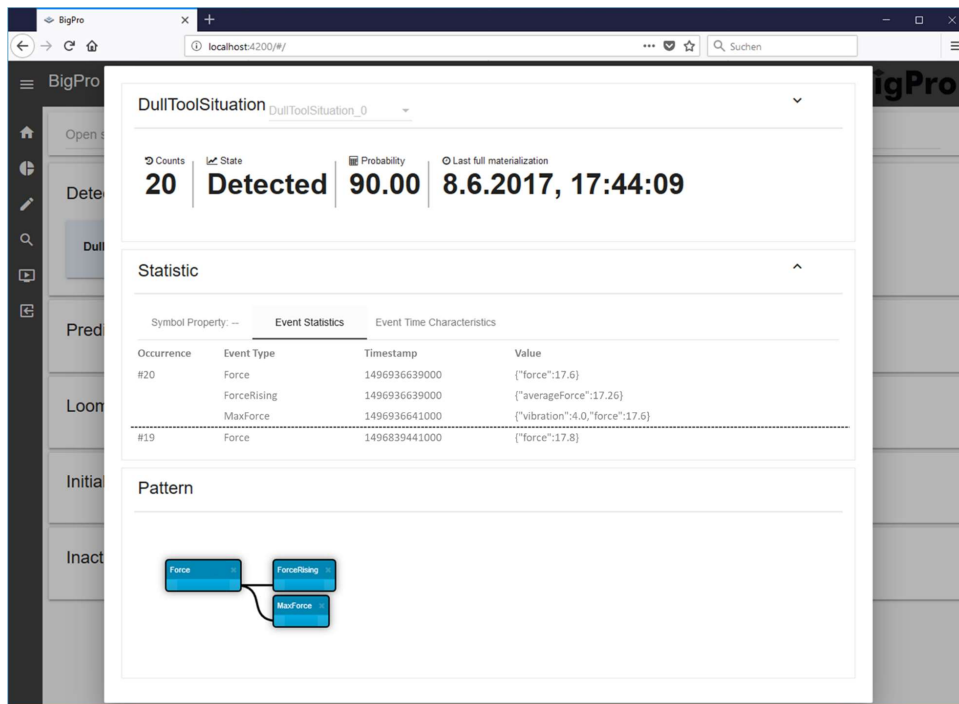 BigPro
localhost:4200/#/
Suchen
BigPro
igPro
Open s
DullToolSituation DullToolSituation_0
Counts State Probability Last full materialization
20 Detected 90.00 8.6.2017, 17:44:09
Dete
Dull
Statistic
Symbol Property: -- Event Statistics Event Time Characteristics
Predi
Occurrence Event Type Timestamp Value
#20 Force 1496936639000 {"force":17.6}
ForceRising 1496936639000 {"averageForce":17.26}
Loom
MaxForce 1496936641000 {"vibration":4.0,"force":17.6}
#19 Force 1496839441000 {"force":17.8}
Initial
Pattern
Inact
Force ForceRising
MaxForce